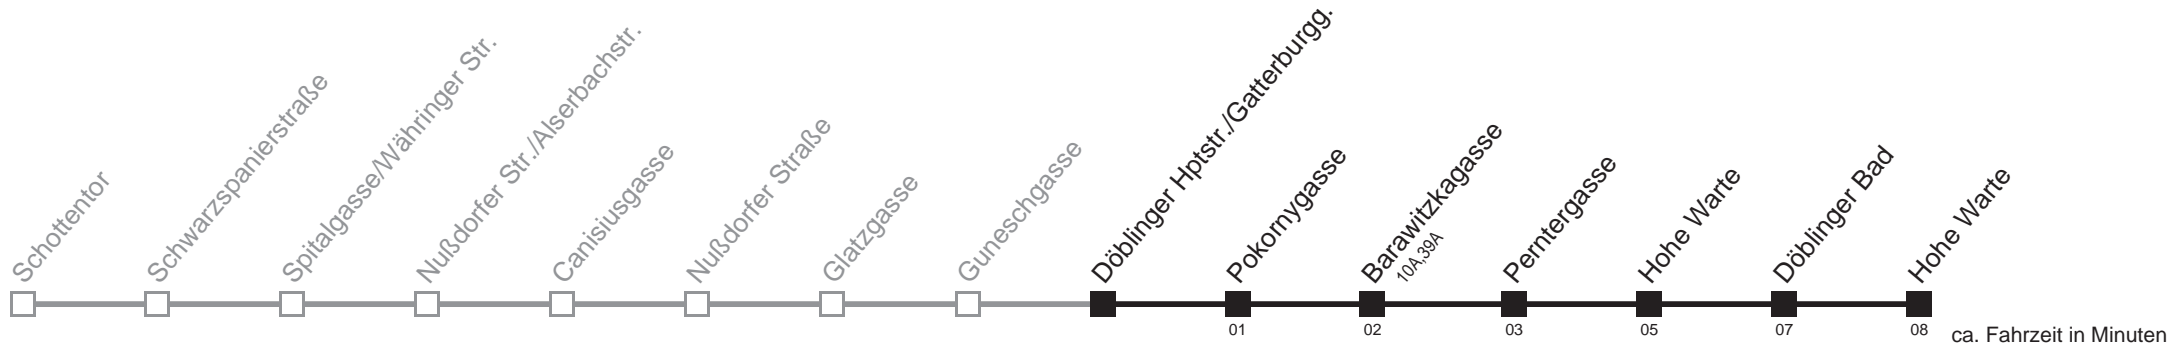 Schottentor
Schwarzspanierstraße
Spitalgasse/Währinger Str.
Nußdorfer Str./Alserbachstr.
Canisiusgasse
Nußdorfer Straße
Glatzgasse
Guneschgasse
Döblinger Hptstr./Gatterburgg.
Pokornygasse
Barawitzkagasse
10A,39A
Perntergasse
Hohe Warte
Döblinger Bad
Hohe Warte
01 02 03 05 07 08 ca. Fahrzeit in Minuten